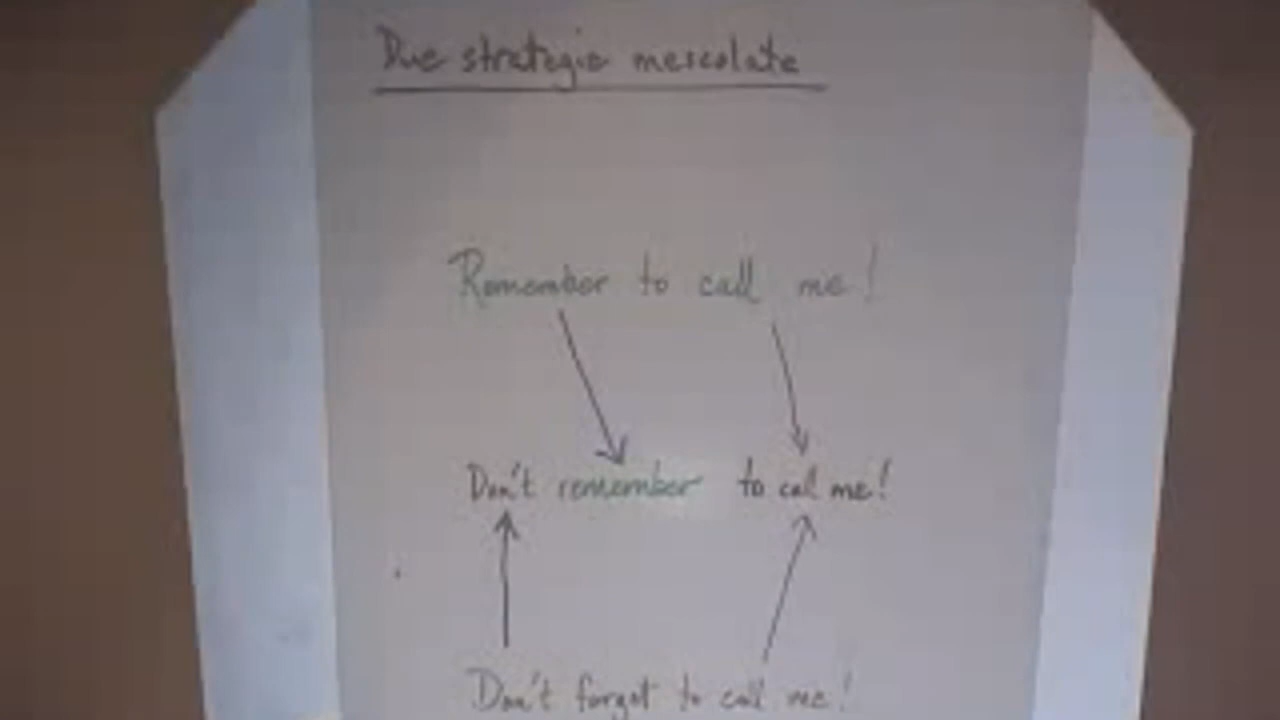 Due strategie mescolate
Remember to call me!
Don't remember to call me!
Don't forget to call me!